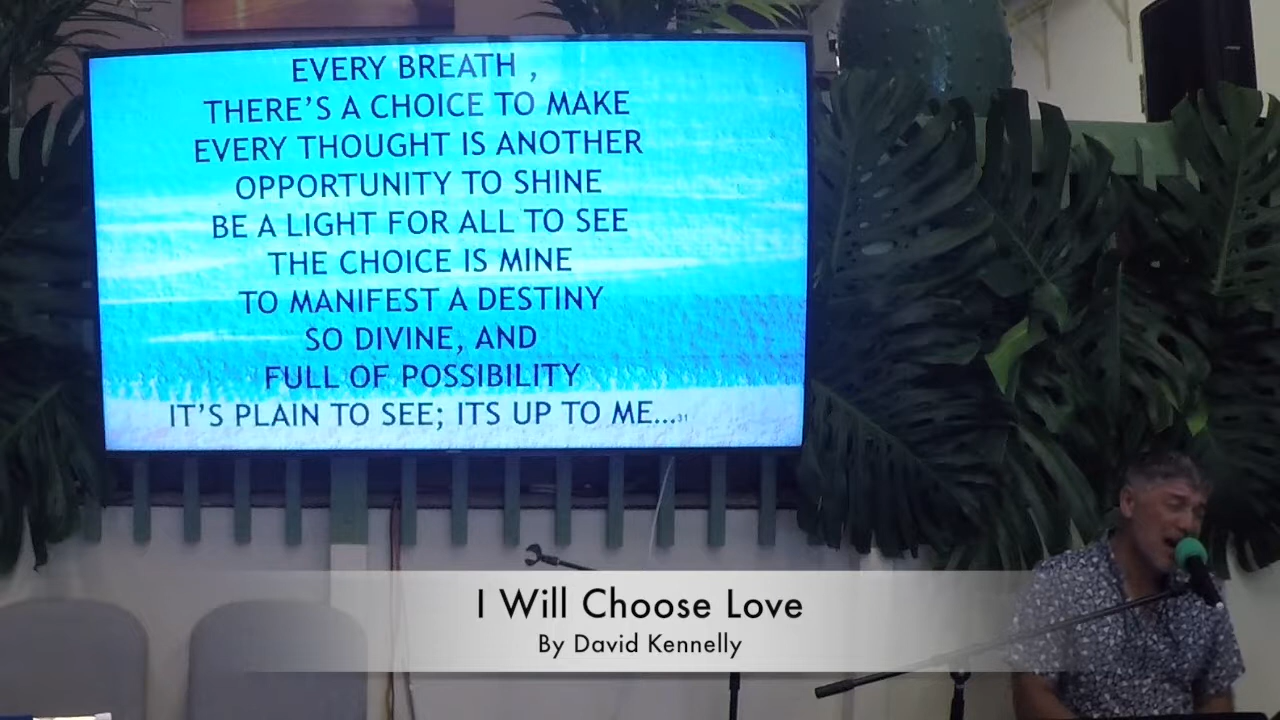 EVERY BREATH ,
THERE'S A CHOICE TO MAKE
EVERY THOUGHT IS ANOTHER
OPPORTUNITY TO SHINE
BE A LIGHT FOR ALL TO SEE
THE CHOICE IS MINE
TO MANIFEST A DESTINY
SO DIVINE, AND
FULL OF POSSIBILITY
IT'S PLAIN TO SEE; ITS UP TO ME...31
I Will Choose Love
By David Kennelly